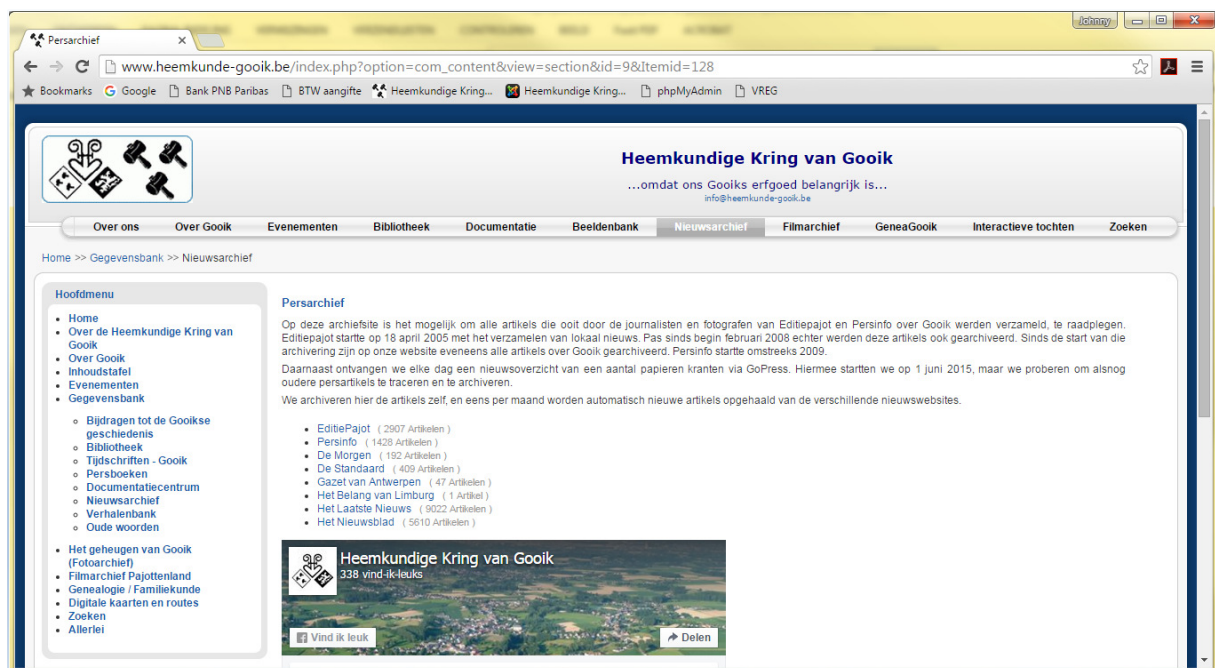 Johnny
Persarchief
www.heemkunde-gooik.be/index.php?option=com_content&view=section&id=9&Itemid=128
Bookmarks Google Bank PNB Paribas BTW aangifte Heemkundige Kring... Heemkundige Kring... phpMyAdmin VREG
Heemkundige Kring van Gooik
...omdat ons Gooiks erfgoed belangrijk is...
info@heemkunde-gooik.be
Over ons Over Gooik Evenementen Bibliotheek Documentatie Beeldenbank Nieuwsarchief Filmarchief GeneaGooik Interactieve tochten Zoeken
Home >> Gegevensbank >> Nieuwsarchief
Hoofdmenu
Home
Over de Heemkundige Kring van
Gooik
Over Gooik
Inhoudstafel
Evenementen
Gegevensbank
Bijdragen tot de Gooikse
geschiedenis
Bibliotheek
Tijdschriften - Gooik
Persboeken
Documentatiecentrum
Nieuwsarchief
Verhalenbank
Oude woorden
Het geheugen van Gooik
(Fotoarchief)
Filmarchief Pajottenland
Genealogie / Familiekunde
Digitale kaarten en routes
Zoeken
Allerlei
Persarchief
Op deze archiefsite is het mogelijk om alle artikels die ooit door de journalisten en fotografen van Editiepajot en Persinfo over Gooik werden verzameld, te raadplegen.
Editiepajot startte op 18 april 2005 met het verzamelen van lokaal nieuws. Pas sinds begin februari 2008 echter werden deze artikels ook gearchiveerd. Sinds de start van die
archivering zijn op onze website eveneens alle artikels over Gooik gearchiveerd. Persinfo startte omstreeks 2009.
Daarnaast ontvangen we elke dag een nieuwsoverzicht van een aantal papieren kranten via GoPress. Hiermee startten we op 1 juni 2015, maar we proberen om alsnog
oudere persartikels te traceren en te archiveren.
We archiveren hier de artikels zelf, en eens per maand worden automatisch nieuwe artikels opgehaald van de verschillende nieuwswebsites.
EditiePajot ( 2907 Artikelen )
Persinfo ( 1428 Artikelen )
De Morgen ( 192 Artikelen )
De Standaard ( 409 Artikelen )
Gazet van Antwerpen ( 47 Artikelen )
Het Belang van Limburg ( 1 Artikel )
Het Laatste Nieuws ( 9022 Artikelen )
Het Nieuwsblad ( 5610 Artikelen )
Heemkundige Kring van Gooik
338 vind-ik-leuks
Vind ik leuk Delen